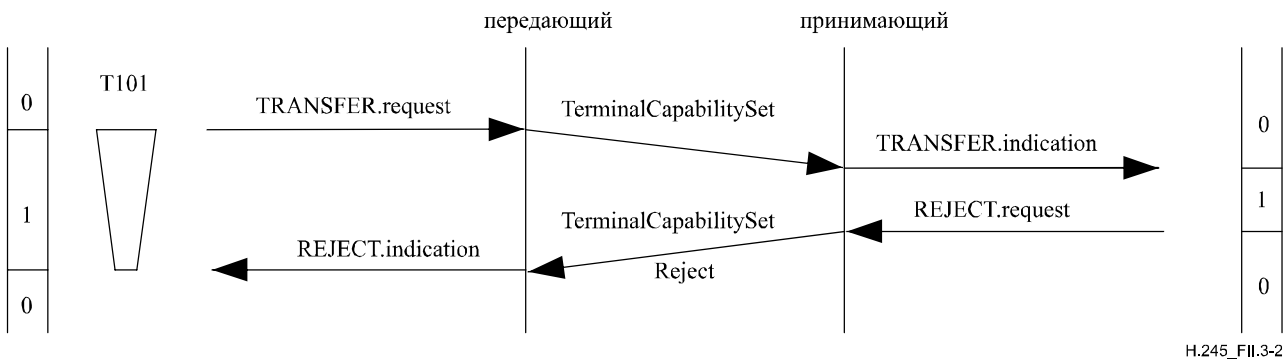 передающий принимающий
T101
0 TRANSFER.request TerminalCapabilitySet 0
TRANSFER.indication
1 TerminalCapabilitySet REJECT.request 1
REJECT.indication Reject
0 0
H.245_FII.3-2